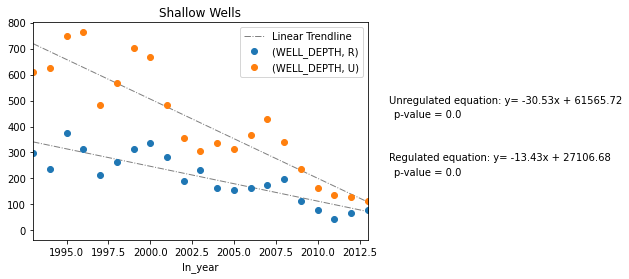 Shallow Wells
800
700
600
500
400
300
200
100
0
Linear Trendline
(WELL_DEPTH, R)
(WELL_DEPTH, U)
Unregulated equation: y= -30.53x + 61565.72
p-value = 0.0
Regulated equation: y= -13.43x + 27106.68
p-value = 0.0
1995.0 1997.5 2000.0 2002.5 2005.0 2007.5 2010.0 2012.5
In_year